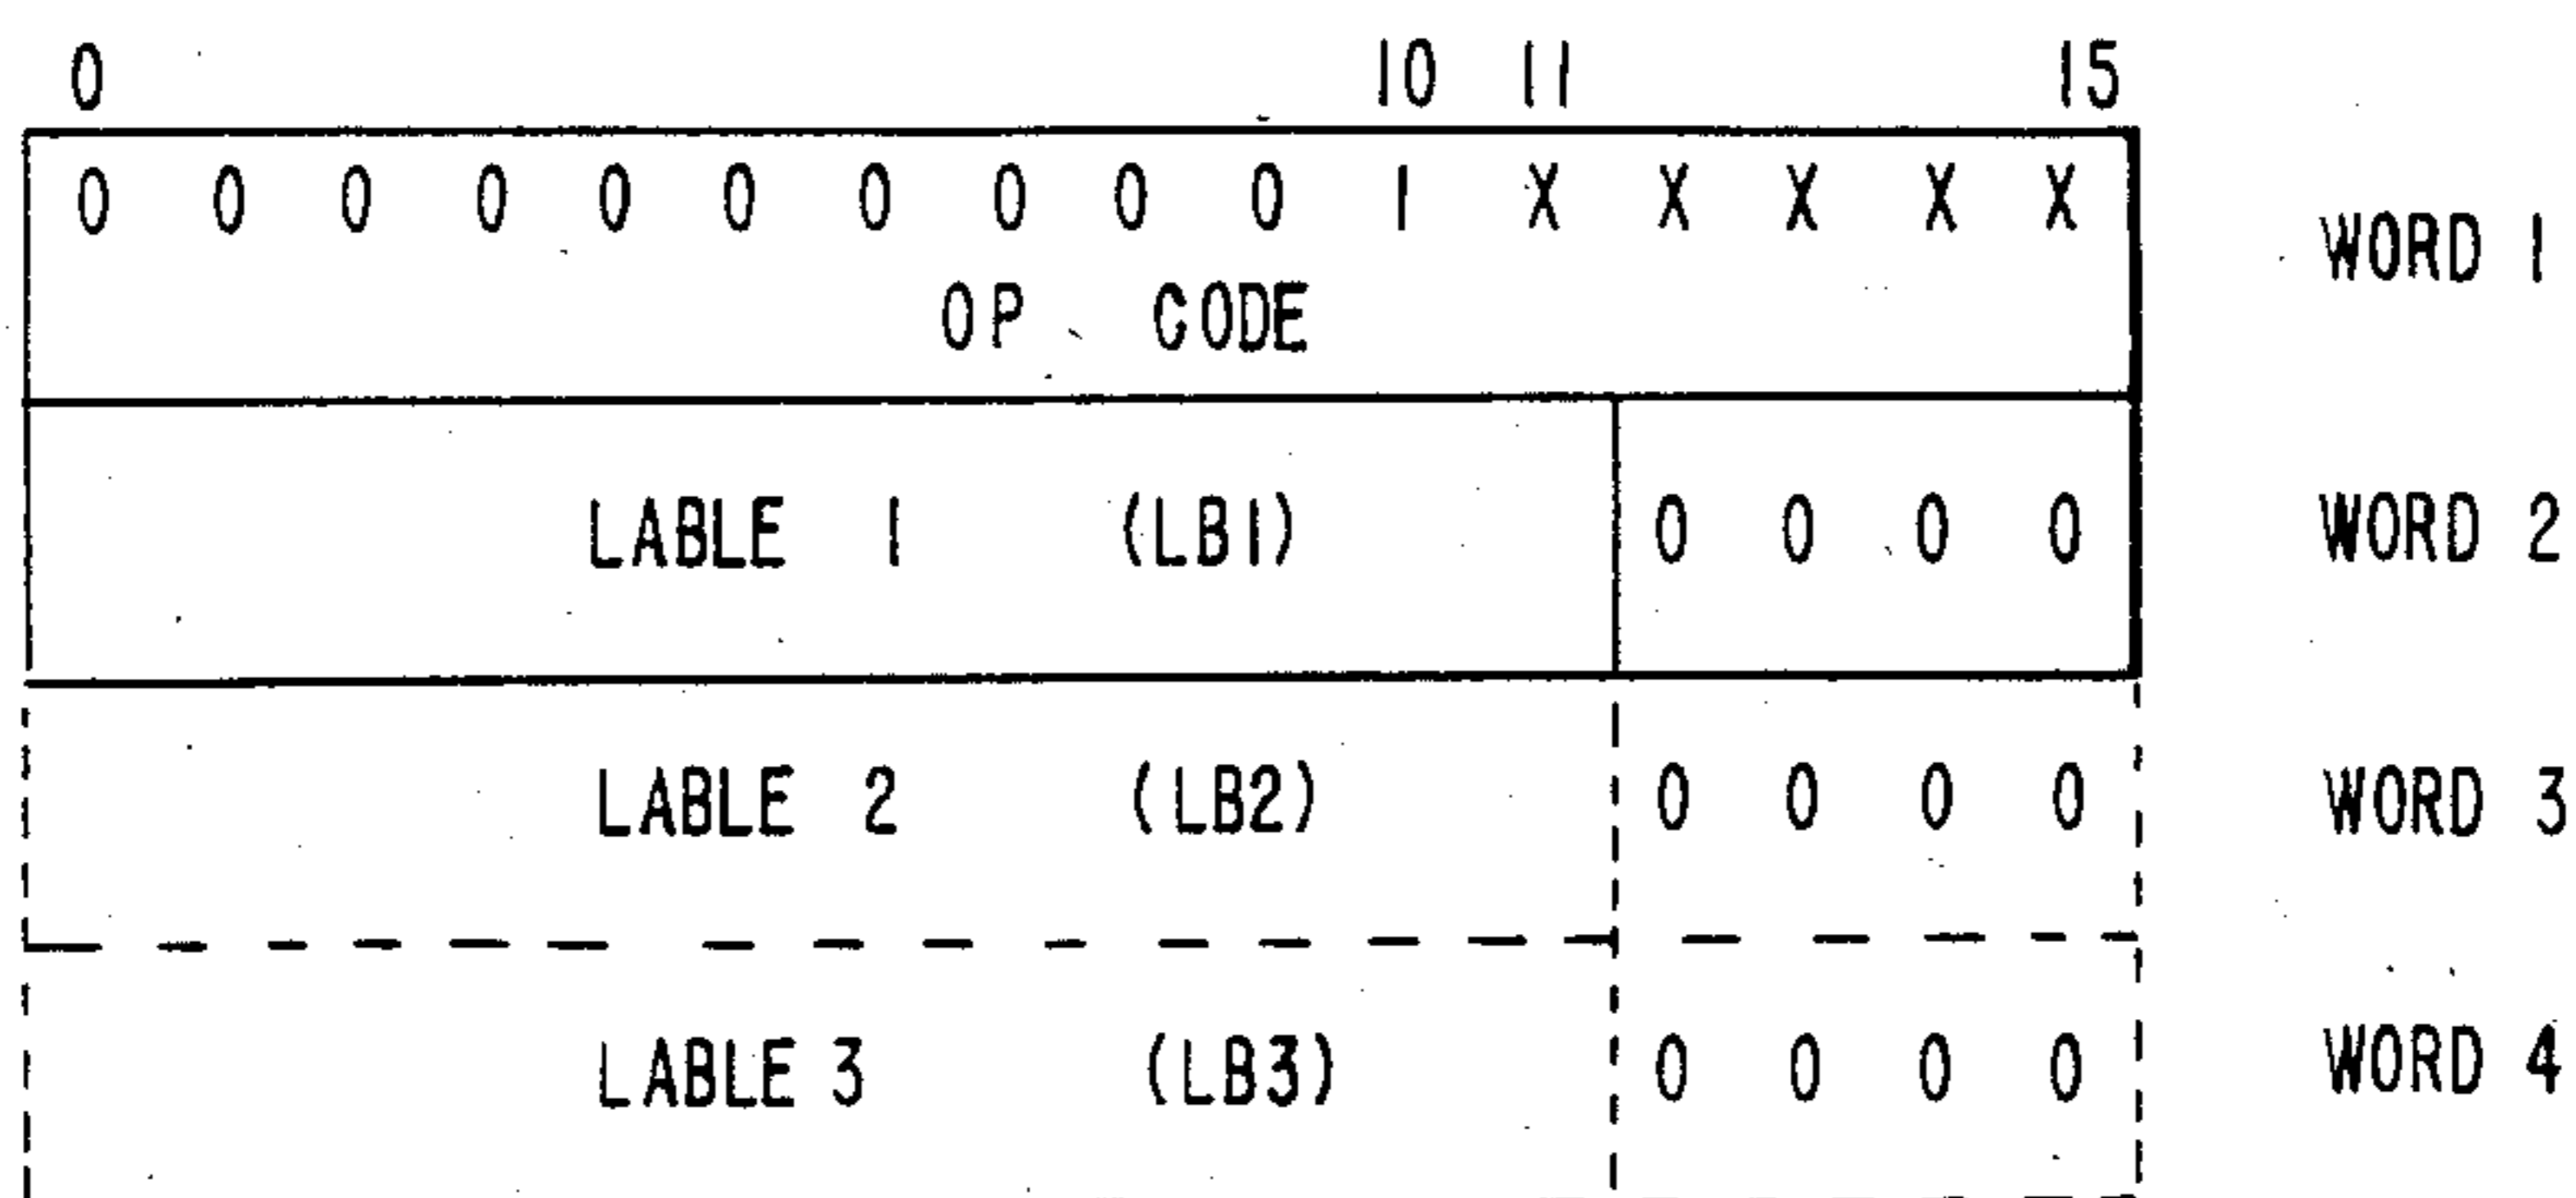 0 10 11 15
0 0 0 0 0 0 0 0 0 0 1 X X X X X
WORD 1
OP CODE
LABLE 1 (LB1) 0 0 0 0 WORD 2
LABLE 2 (LB2) 0 0 0 0 WORD 3
LABLE 3 (LB3) 0 0 0 0 WORD 4